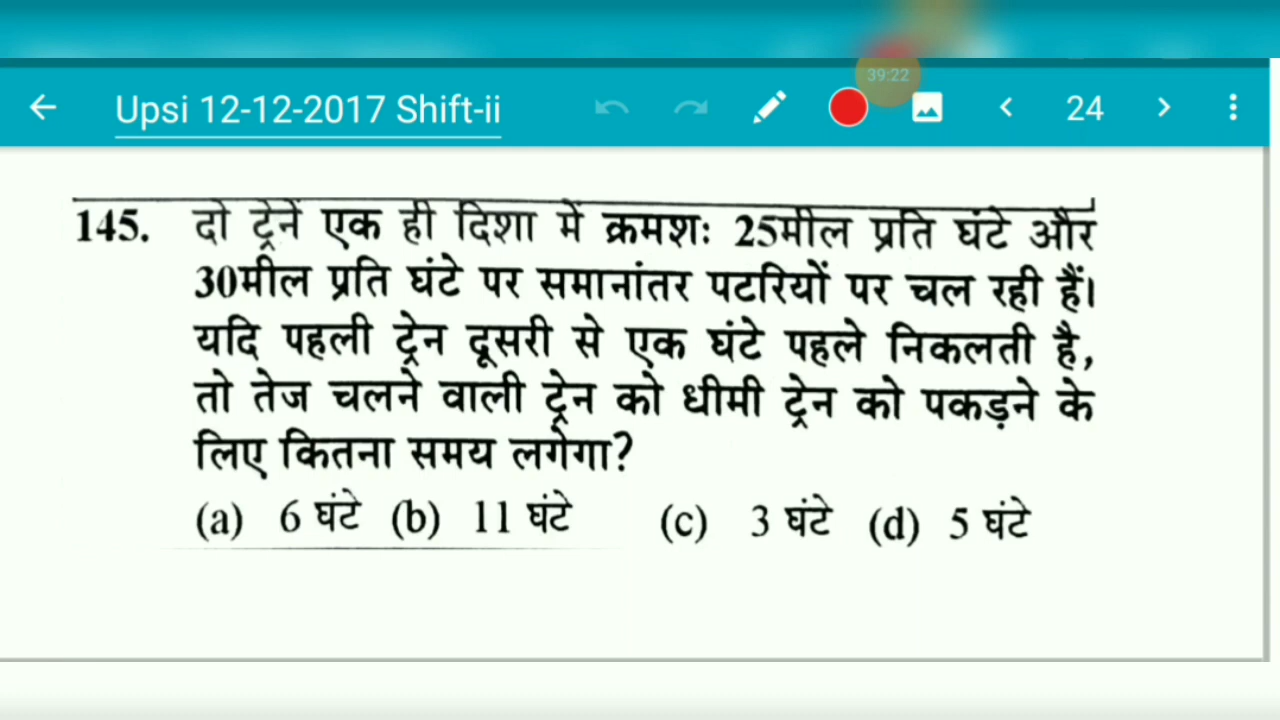 39:22
Upsi 12-12-2017 Shift-ii
24
145. दो ट्रेनें एक ही दिशा में क्रमशः 25मील प्रति घंटे और
30मील प्रति घंटे पर समानांतर पटरियों पर चल रही हैं।
यदि पहली ट्रेन दूसरी से एक घंटे पहले निकलती है,
तो तेज चलने वाली ट्रेन को धीमी ट्रेन को पकड़ने के
लिए कितना समय लगेगा?
(a) 6 घंटे (b) 11 घंटे (c) 3 घंटे (d) 5 घंटे